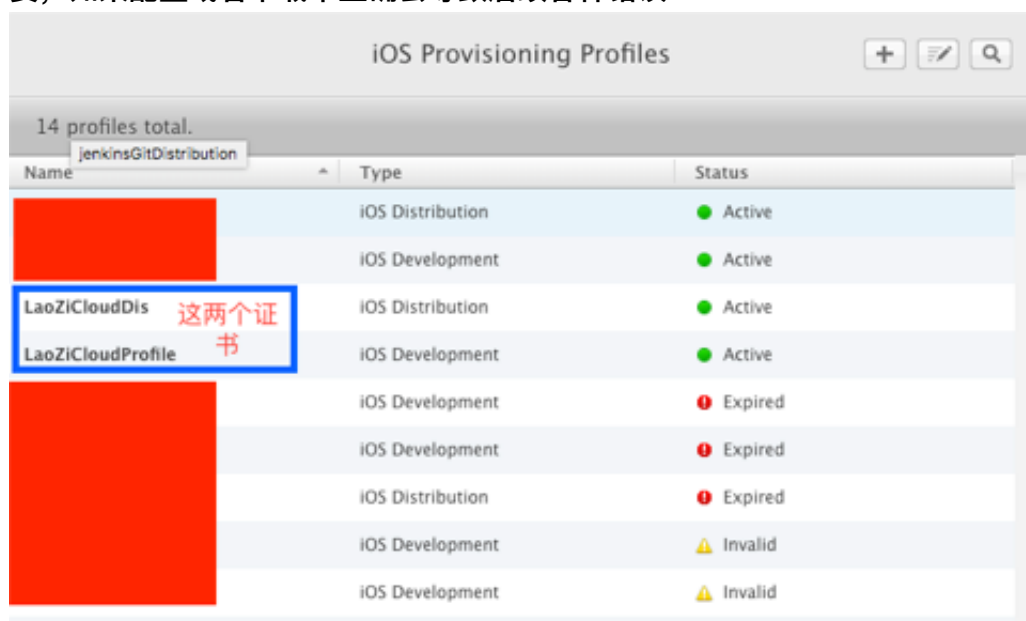 iOS Provisioning Profiles
14 profiles total.
jenkinsGitDistribution
Name Type Status
iOS Distribution Active
iOS Development Active
LaoZiCloudDis 这两个证 iOS Distribution Active
LaoZiCloudProfile 书 iOS Development Active
iOS Development Expired
iOS Development Expired
iOS Distribution Expired
iOS Development Invalid
iOS Development Invalid